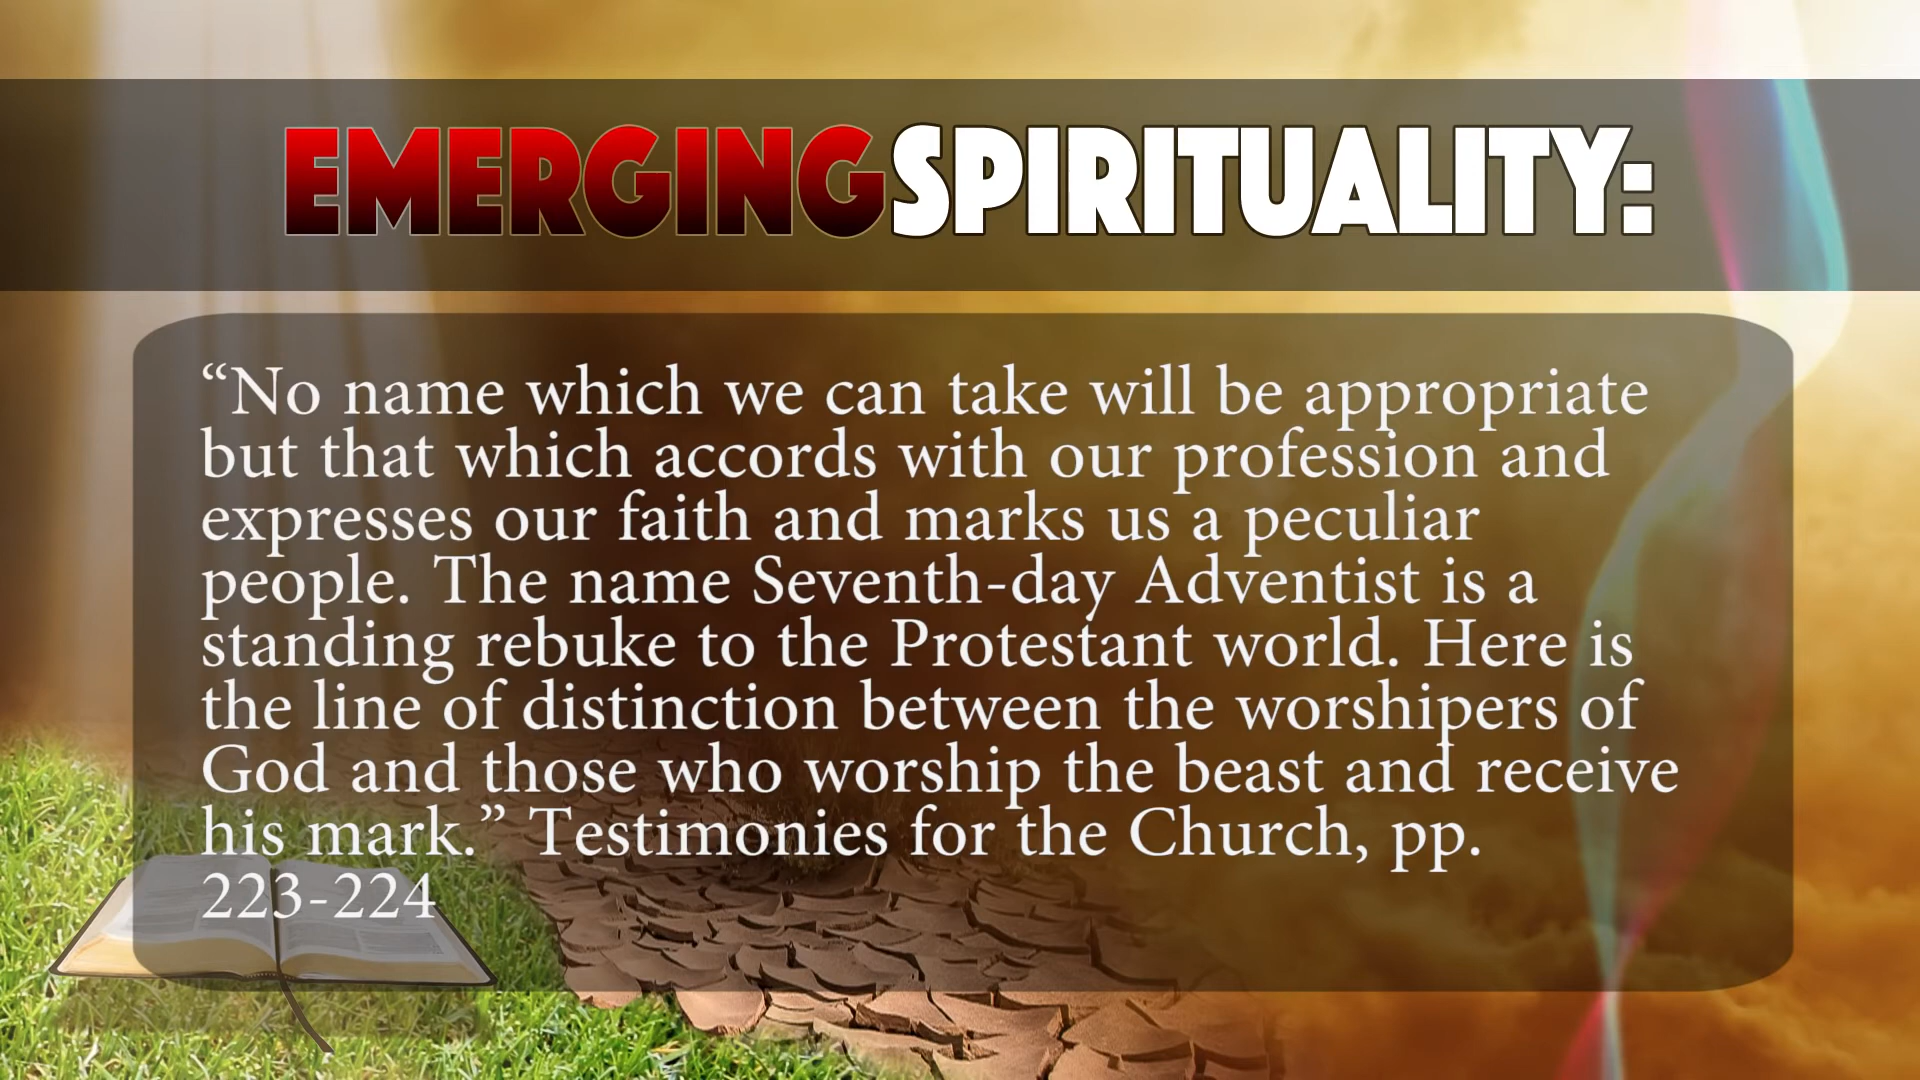 EMERGINGSPIRITUALITY:
“No name which we can take will be appropriate
but that which accords with our profession and
expresses our faith and marks us a peculiar
people. The name Seventh-day Adventist is a
standing rebuke to the Protestant world. Here is
the line of distinction between the worshipers of
God and those who worship the beast and receive
his mark.” Testimonies for the Church, pp.
223-224